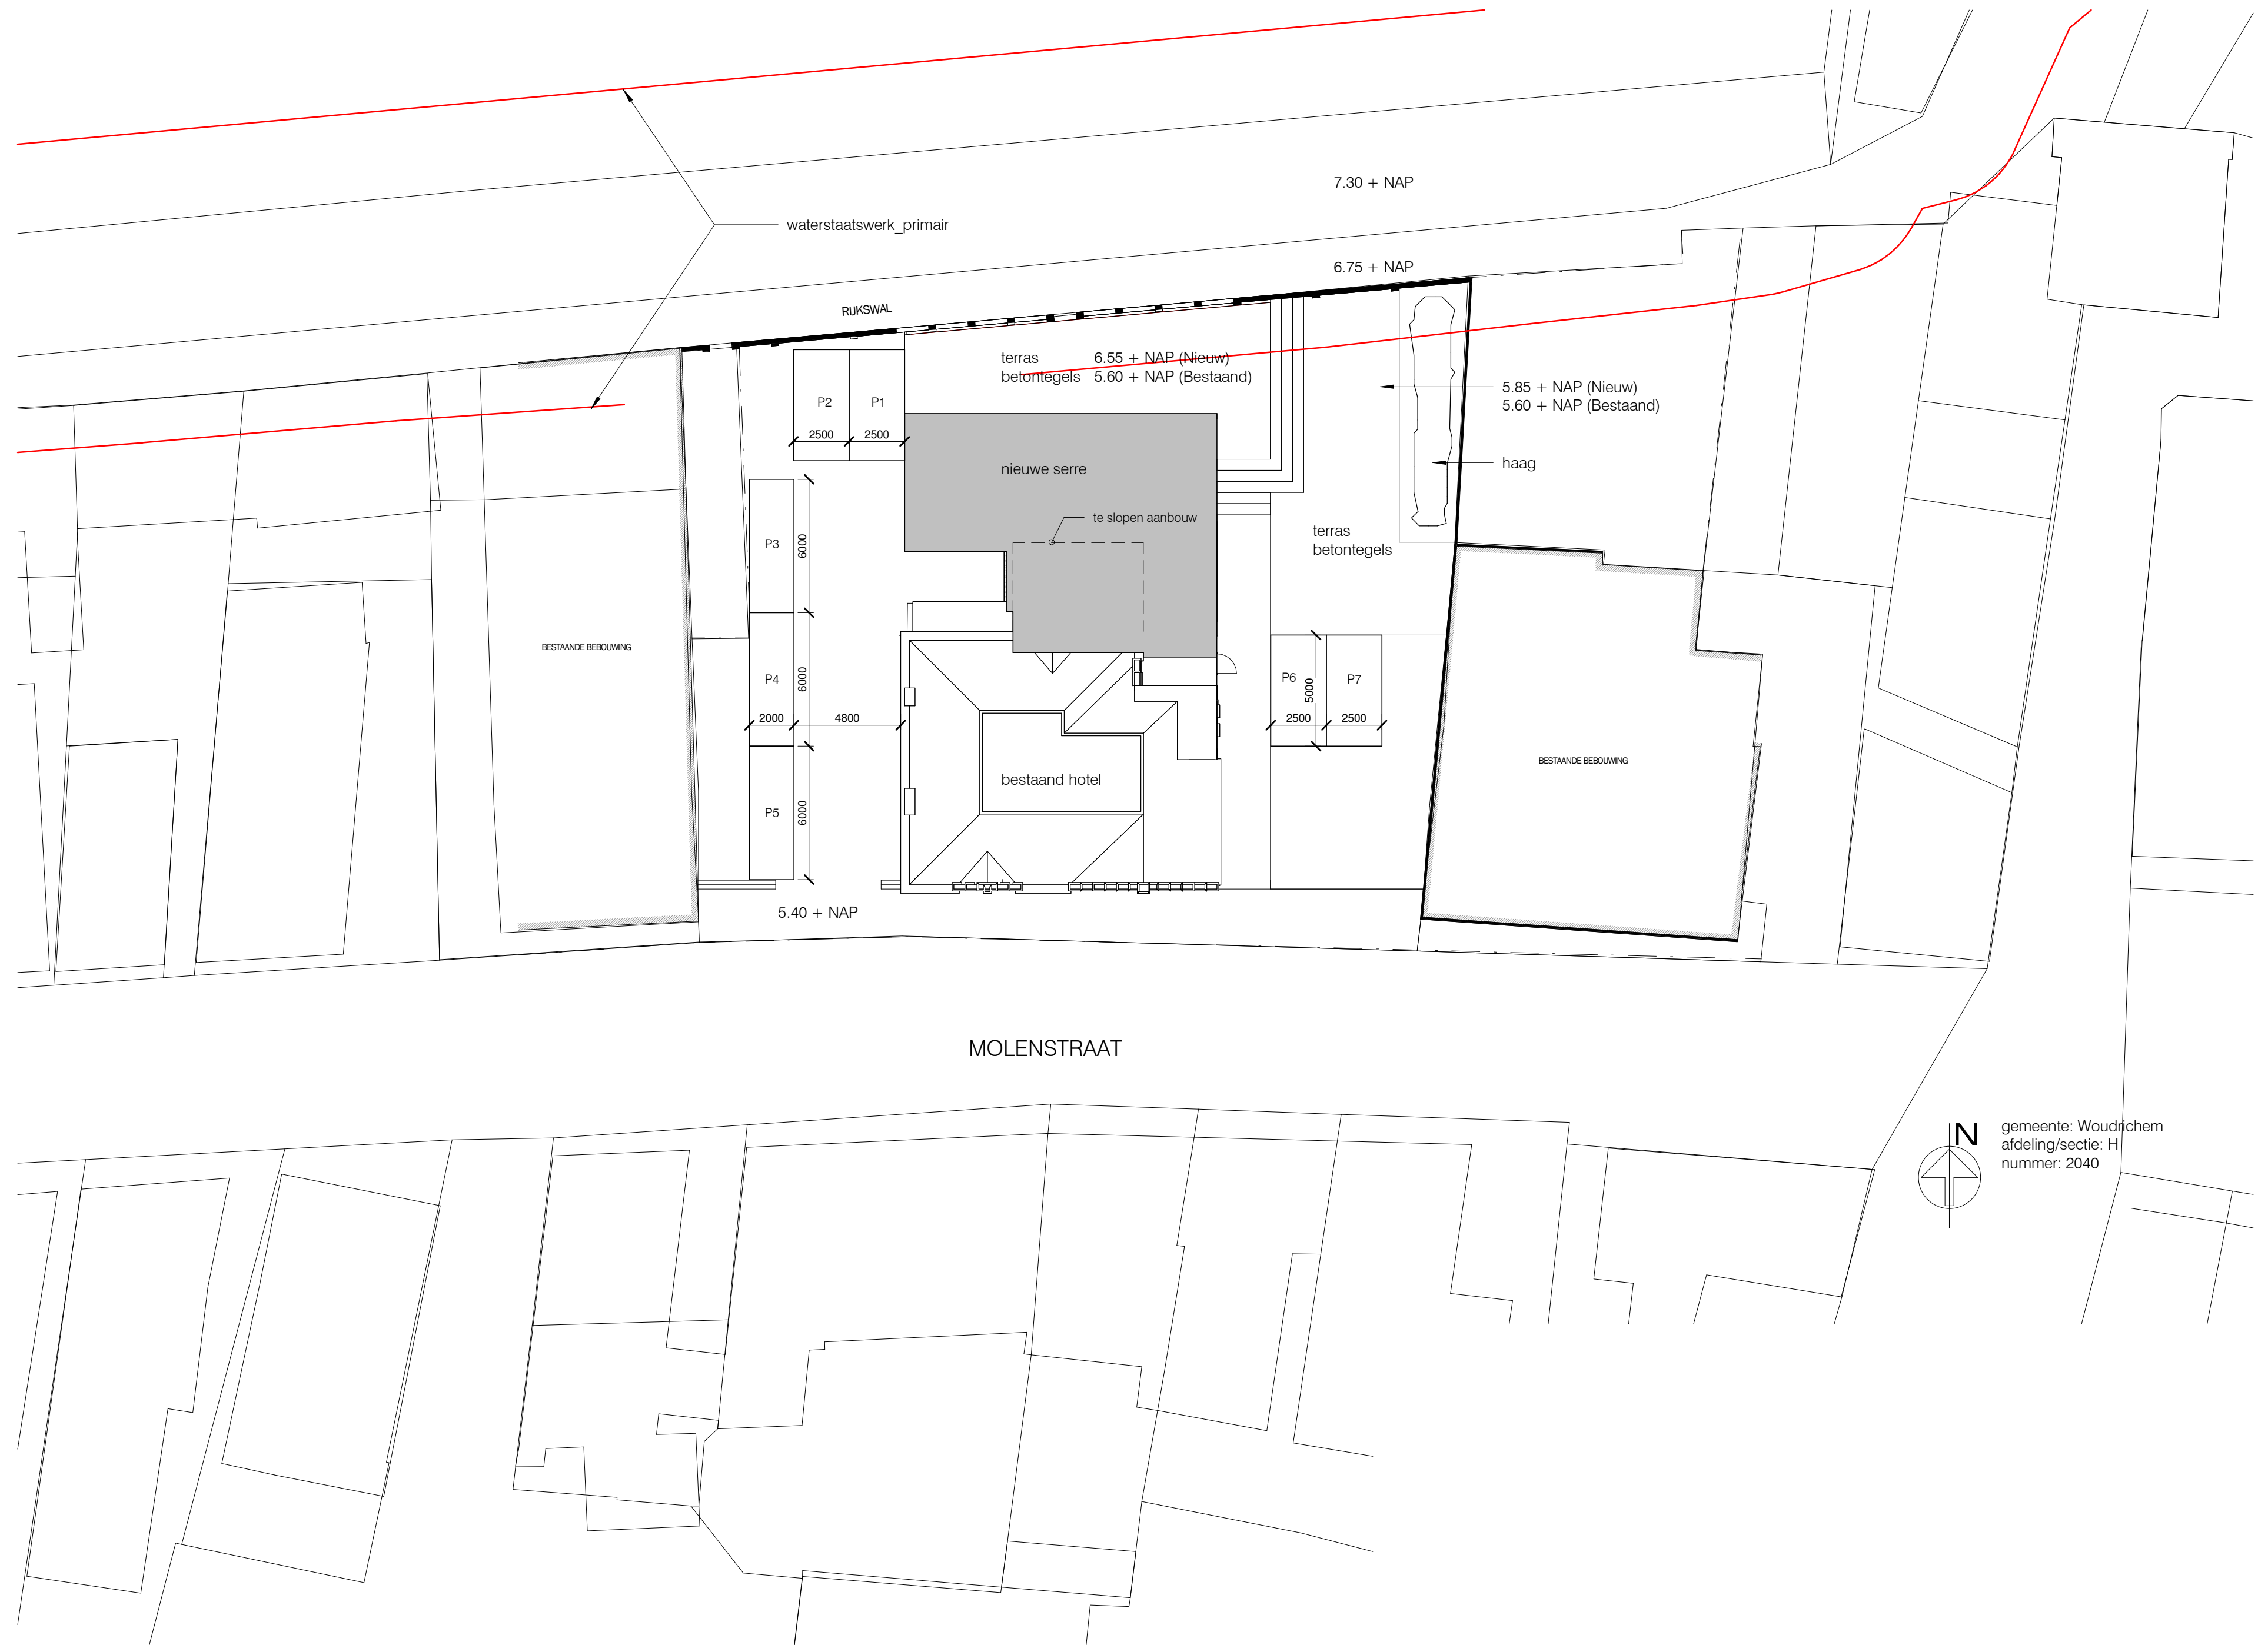 7.30 + NAP
waterstaatswerk_primair
6.75 + NAP
RIJKSWAL
terras 6.55 + NAP (Nieuw)
betontegels 5.60 + NAP (Bestaand)
5.85 + NAP (Nieuw)
5.60 + NAP (Bestaand)
P2 P1
2500 2500
nieuwe serre
haag
te slopen aanbouw
terras
betontegels
P3
6000
BESTAANDE BEBOUWING
P4
6000
2000 4800
P6
5000
P7
2500 2500
BESTAANDE BEBOUWING
bestaand hotel
P5
6000
5.40 + NAP
MOLENSTRAAT
N
gemeente: Woudrichem
afdeling/sectie: H
nummer: 2040